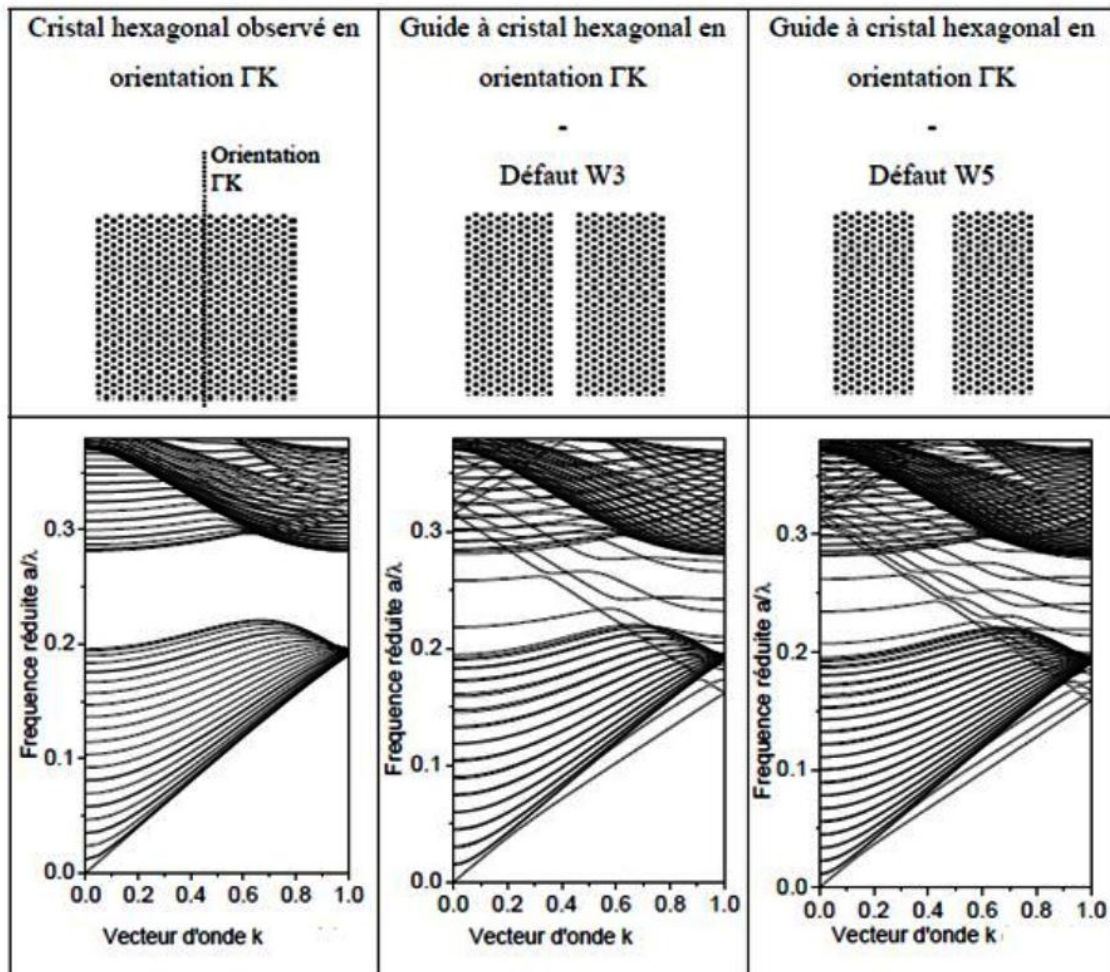 Cristal hexagonal observé en
orientation ΓK
Orientation
ΓK
Guide à cristal hexagonal en
orientation ΓK
-
Défaut W3
Guide à cristal hexagonal en
orientation ΓK
-
Défaut W5
Frequence réduite a/λ
0.3
0.2
0.1
0.0
0.0 0.2 0.4 0.6 0.8 1.0
Vecteur d'onde k
Frequence réduite a/λ
0.3
0.2
0.1
0.0
0.0 0.2 0.4 0.6 0.8 1.0
Vecteur d'onde k
Frequence réduite a/λ
0.3
0.2
0.1
0.0
0.0 0.2 0.4 0.6 0.8 1.0
Vecteur d'onde k